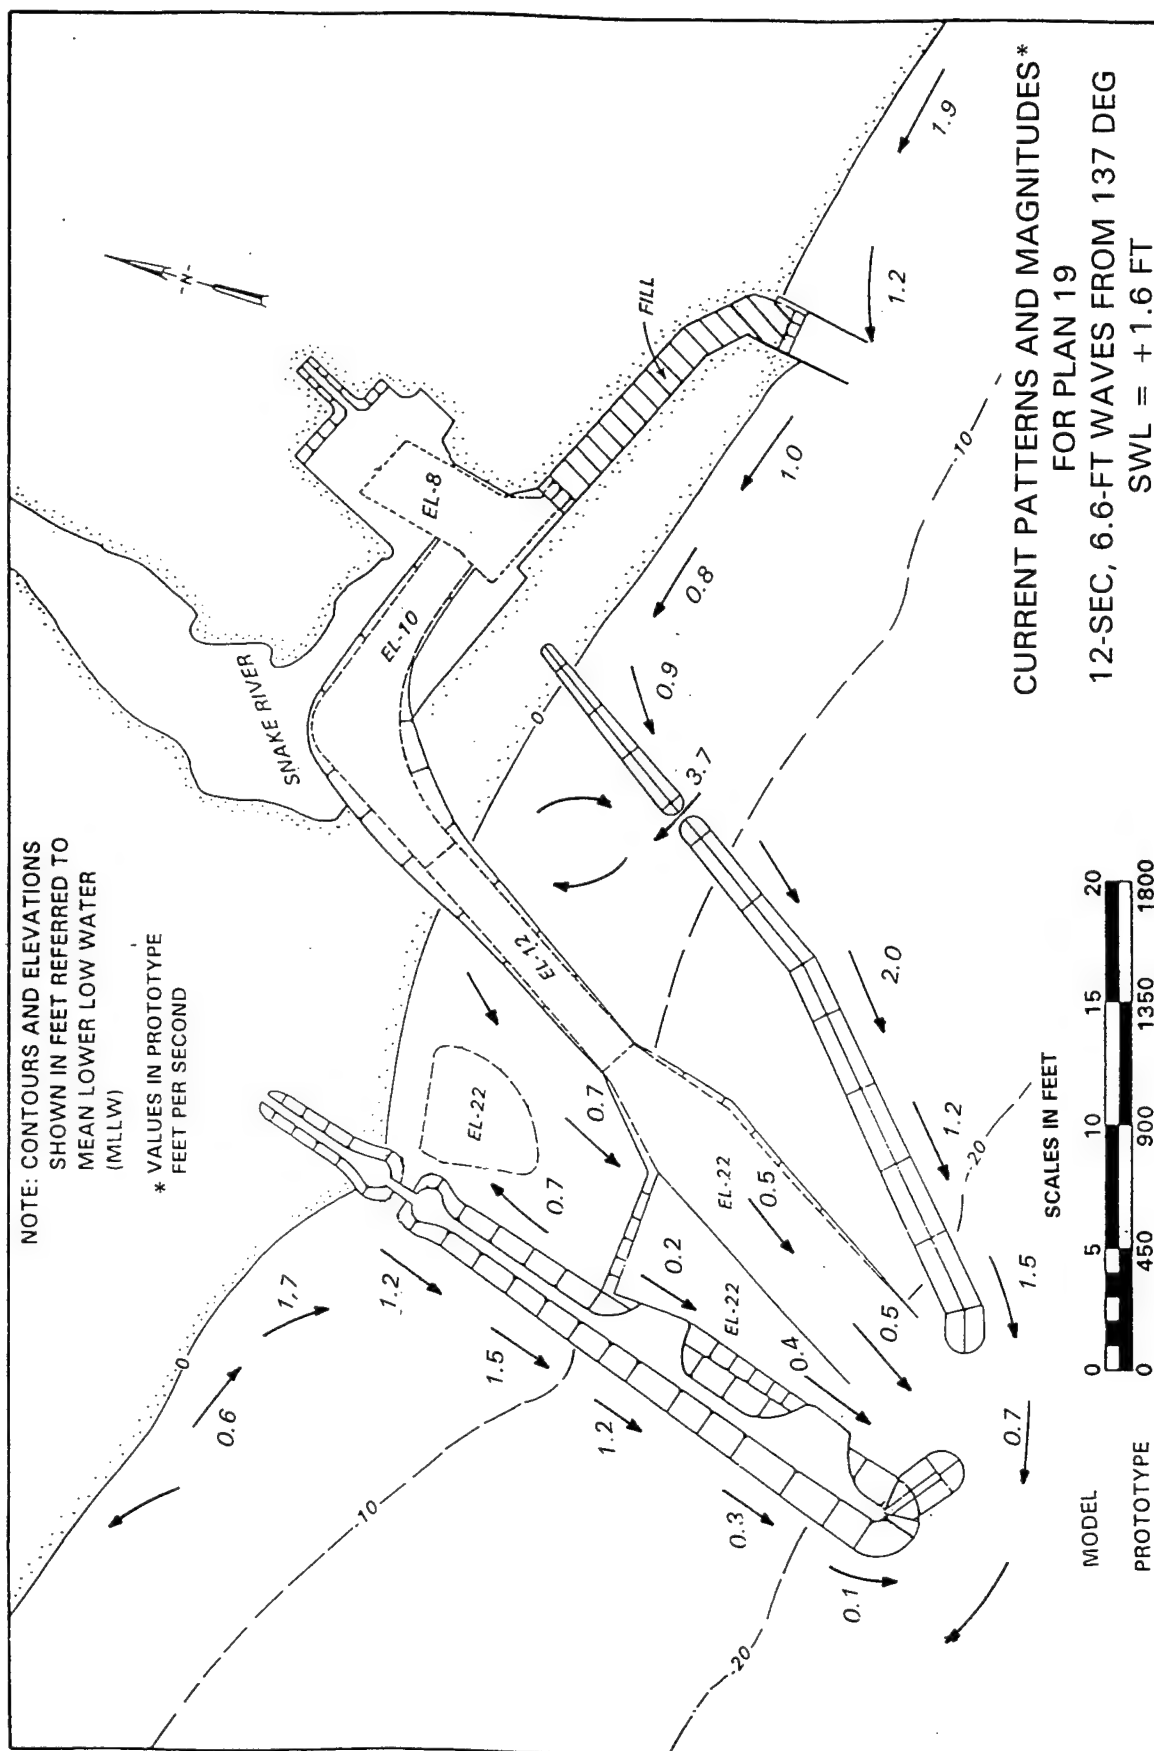 NOTE: CONTOURS AND ELEVATIONS
SHOWN IN FEET REFERRED TO
MEAN LOWER LOW WATER
(MLLW)
* VALUES IN PROTOTYPE
FEET PER SECOND
SNAKE RIVER
-N-
EL-8
EL-10
FILL
EL-12
EL-22
EL-22
EL-22
0
0
-10
-10
-20
-20
0.6
1,7
1.2
1.5
1.2
0.3
0.1
0.7
0.7
0.2
0.5
0.4
0.5
0.7
1.5
1.2
2.0
3.7
0.9
0.8
1.0
1.2
1.9
SCALES IN FEET
MODEL 0 5 10 15 20
PROTOTYPE 0 450 900 1350 1800
CURRENT PATTERNS AND MAGNITUDES*
FOR PLAN 19
12-SEC, 6.6-FT WAVES FROM 137 DEG
SWL = +1.6 FT